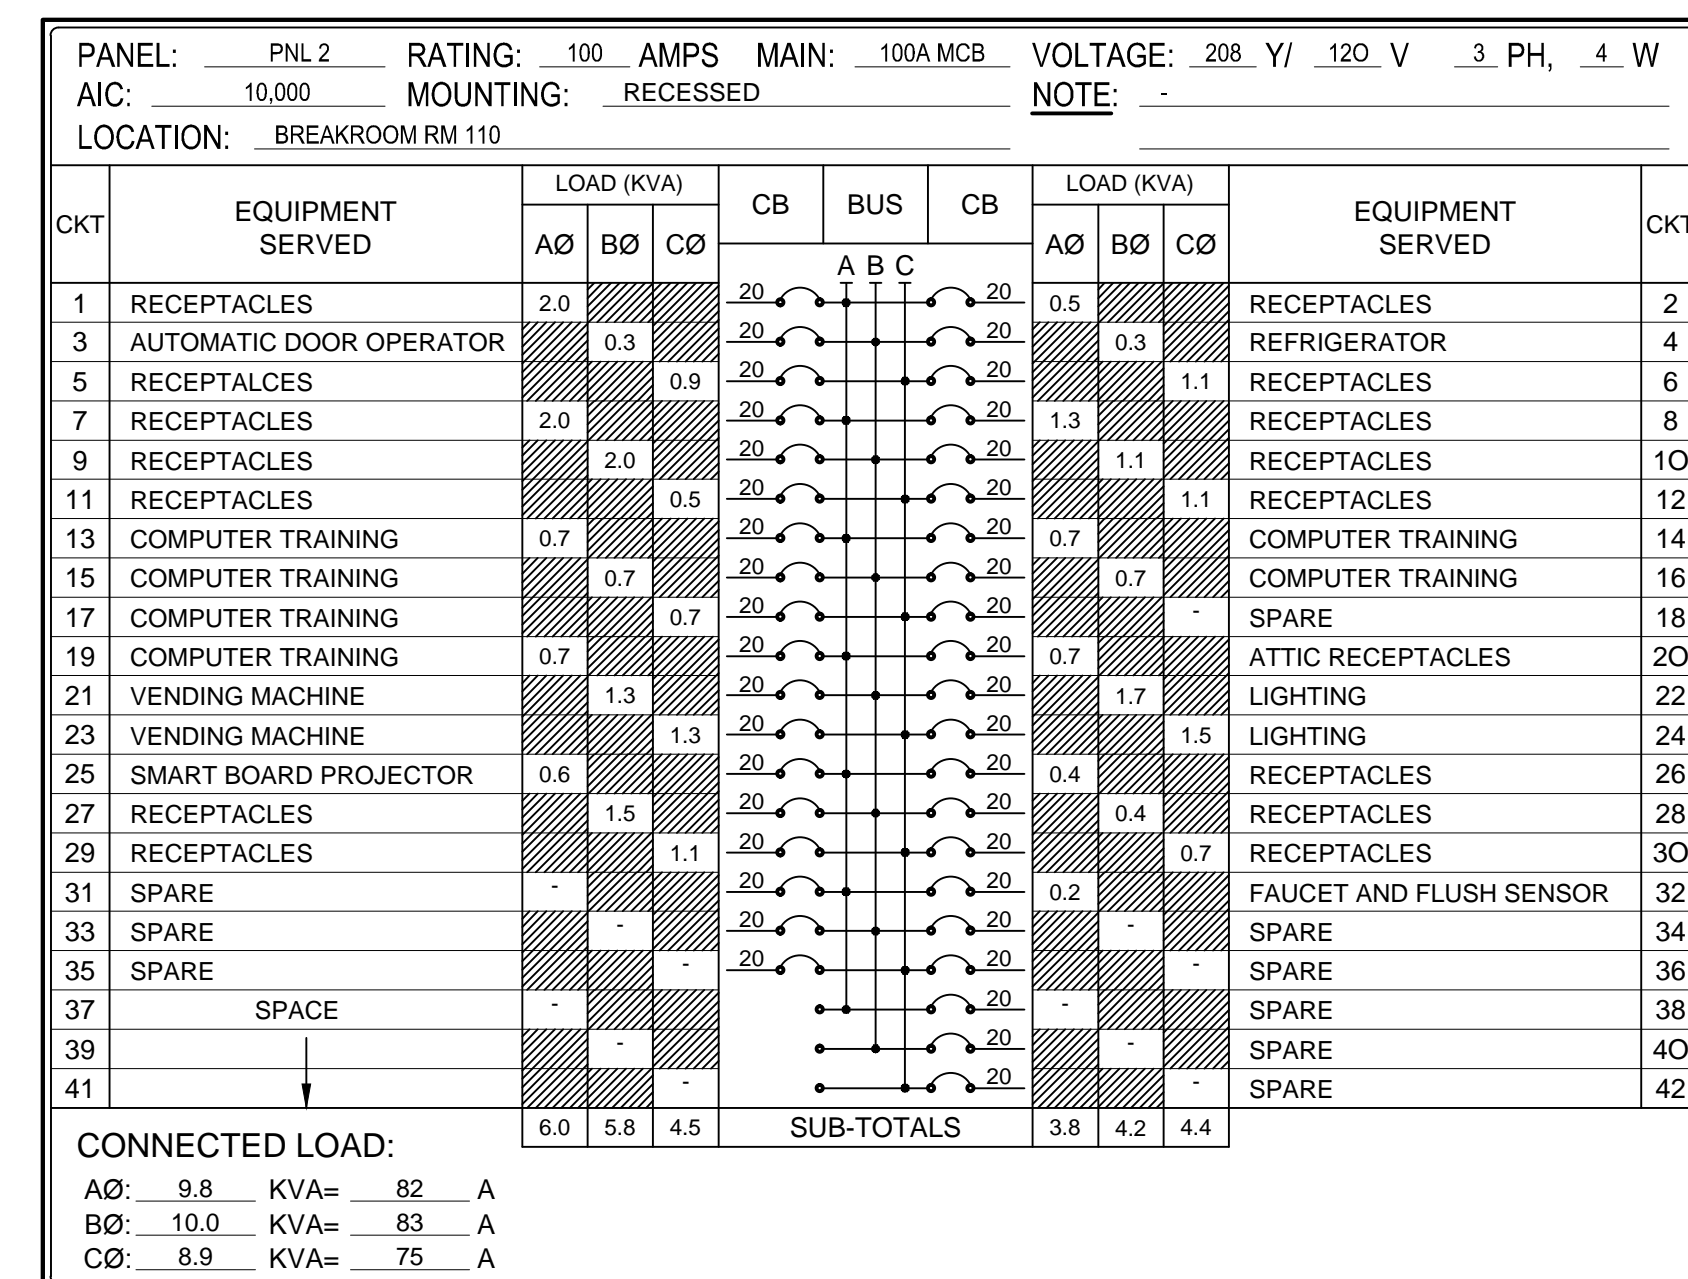 PANEL: PNL 2 RATING: 100 AMPS MAIN: 100A MCB VOLTAGE: 208 Y/ 120 V 3 PH, 4 W
AIC: 10,000 MOUNTING: RECESSED NOTE: -
LOCATION: BREAKROOM RM 110
CKT EQUIPMENT SERVED LOAD (KVA) AØ BØ CØ CB BUS CB LOAD (KVA) AØ BØ CØ EQUIPMENT SERVED CKT
A B C
1 RECEPTACLES 2.0 20 20 0.5 RECEPTACLES 2
3 AUTOMATIC DOOR OPERATOR 0.3 20 20 0.3 REFRIGERATOR 4
5 RECEPTALCES 0.9 20 20 1.1 RECEPTACLES 6
7 RECEPTACLES 2.0 20 20 1.3 RECEPTACLES 8
9 RECEPTACLES 2.0 20 20 1.1 RECEPTACLES 10
11 RECEPTACLES 0.5 20 20 1.1 RECEPTACLES 12
13 COMPUTER TRAINING 0.7 20 20 0.7 COMPUTER TRAINING 14
15 COMPUTER TRAINING 0.7 20 20 0.7 COMPUTER TRAINING 16
17 COMPUTER TRAINING 0.7 20 20 - SPARE 18
19 COMPUTER TRAINING 0.7 20 20 0.7 ATTIC RECEPTACLES 20
21 VENDING MACHINE 1.3 20 20 1.7 LIGHTING 22
23 VENDING MACHINE 1.3 20 20 1.5 LIGHTING 24
25 SMART BOARD PROJECTOR 0.6 20 20 0.4 RECEPTACLES 26
27 RECEPTACLES 1.5 20 20 0.4 RECEPTACLES 28
29 RECEPTACLES 1.1 20 20 0.7 RECEPTACLES 30
31 SPARE - 20 20 0.2 FAUCET AND FLUSH SENSOR 32
33 SPARE - 20 20 - SPARE 34
35 SPARE - 20 20 - SPARE 36
37 SPACE - 20 - SPARE 38
39 - 20 - SPARE 40
41 - 20 - SPARE 42
6.0 5.8 4.5 SUB-TOTALS 3.8 4.2 4.4
CONNECTED LOAD:
AØ: 9.8 KVA= 82 A
BØ: 10.0 KVA= 83 A
CØ: 8.9 KVA= 75 A